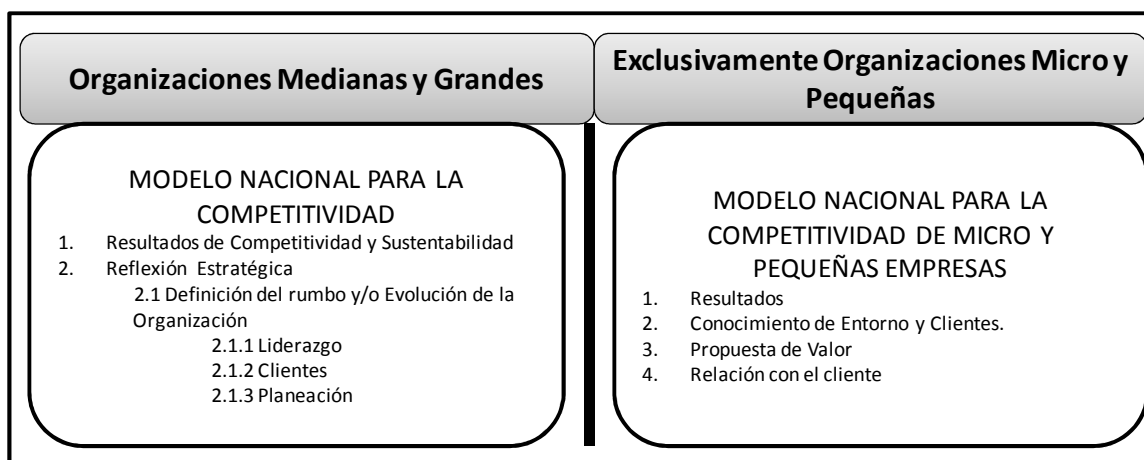 Organizaciones Medianas y Grandes
MODELO NACIONAL PARA LA
COMPETITIVIDAD
1. Resultados de Competitividad y Sustentabilidad
2. Reflexión Estratégica
2.1 Definición del rumbo y/o Evolución de la
Organización
2.1.1 Liderazgo
2.1.2 Clientes
2.1.3 Planeación
Exclusivamente Organizaciones Micro y
Pequeñas
MODELO NACIONAL PARA LA
COMPETITIVIDAD DE MICRO Y
PEQUEÑAS EMPRESAS
1. Resultados
2. Conocimiento de Entorno y Clientes.
3. Propuesta de Valor
4. Relación con el cliente